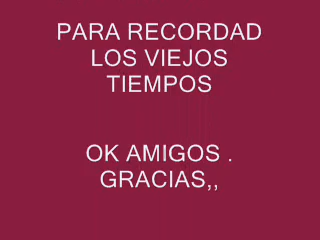 PARA RECORDAD
LOS VIEJOS
TIEMPOS
OK AMIGOS .
GRACIAS,,